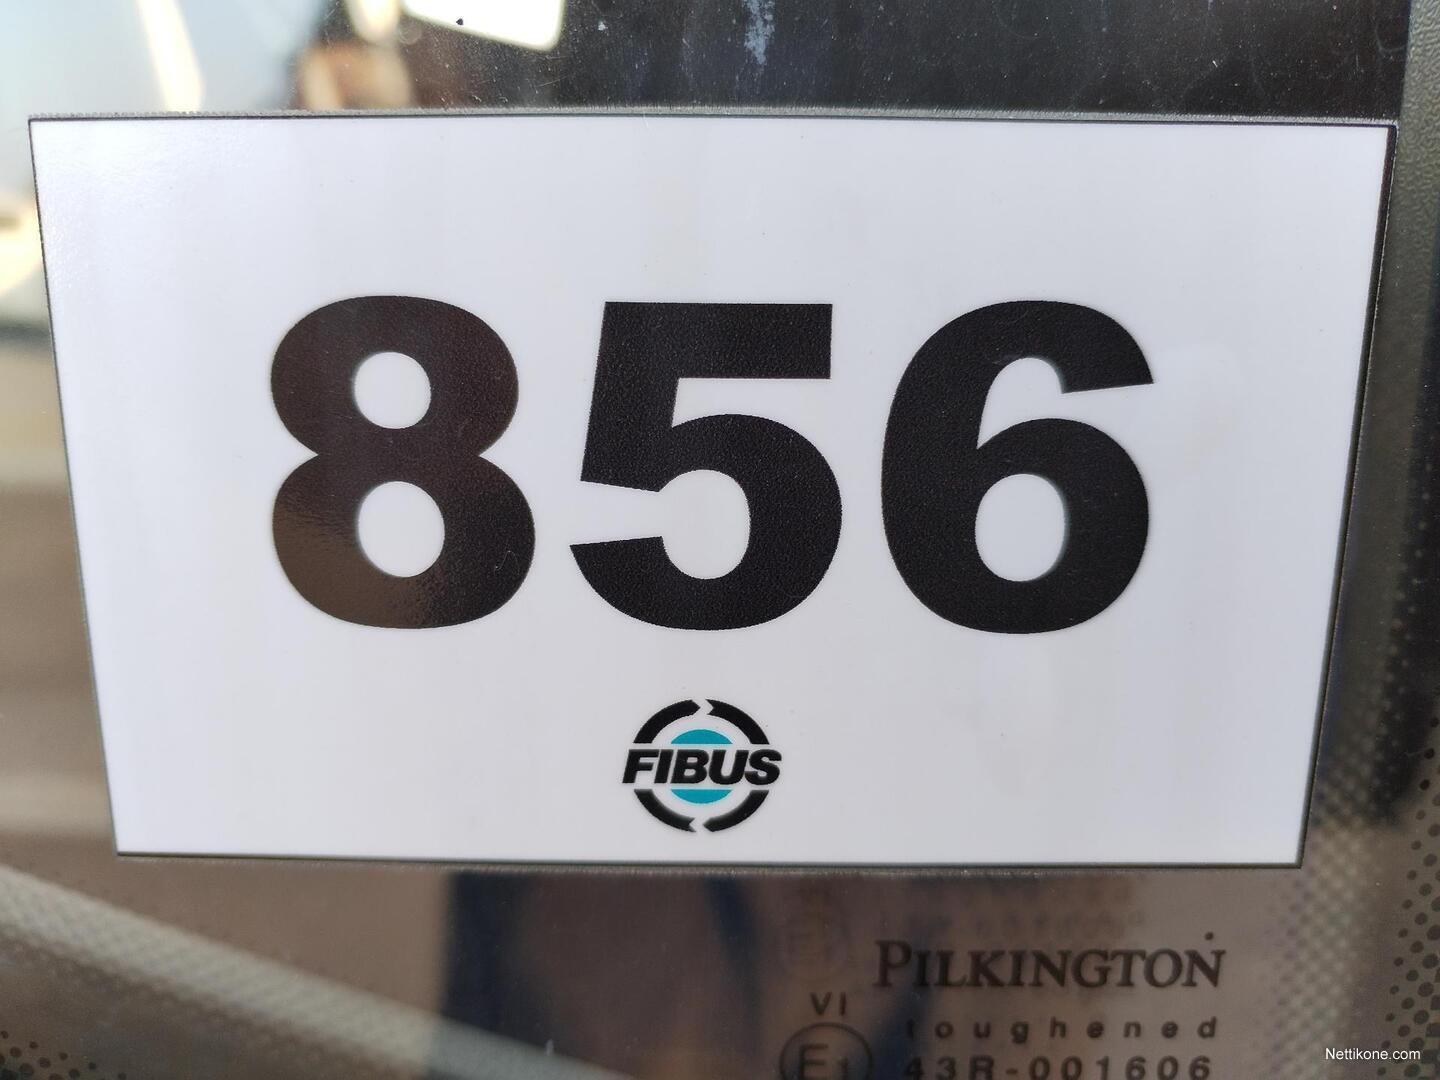 856
FIBUS
PILKINGTON
VI
toughened
E1 43R-001606
Nettikone.com